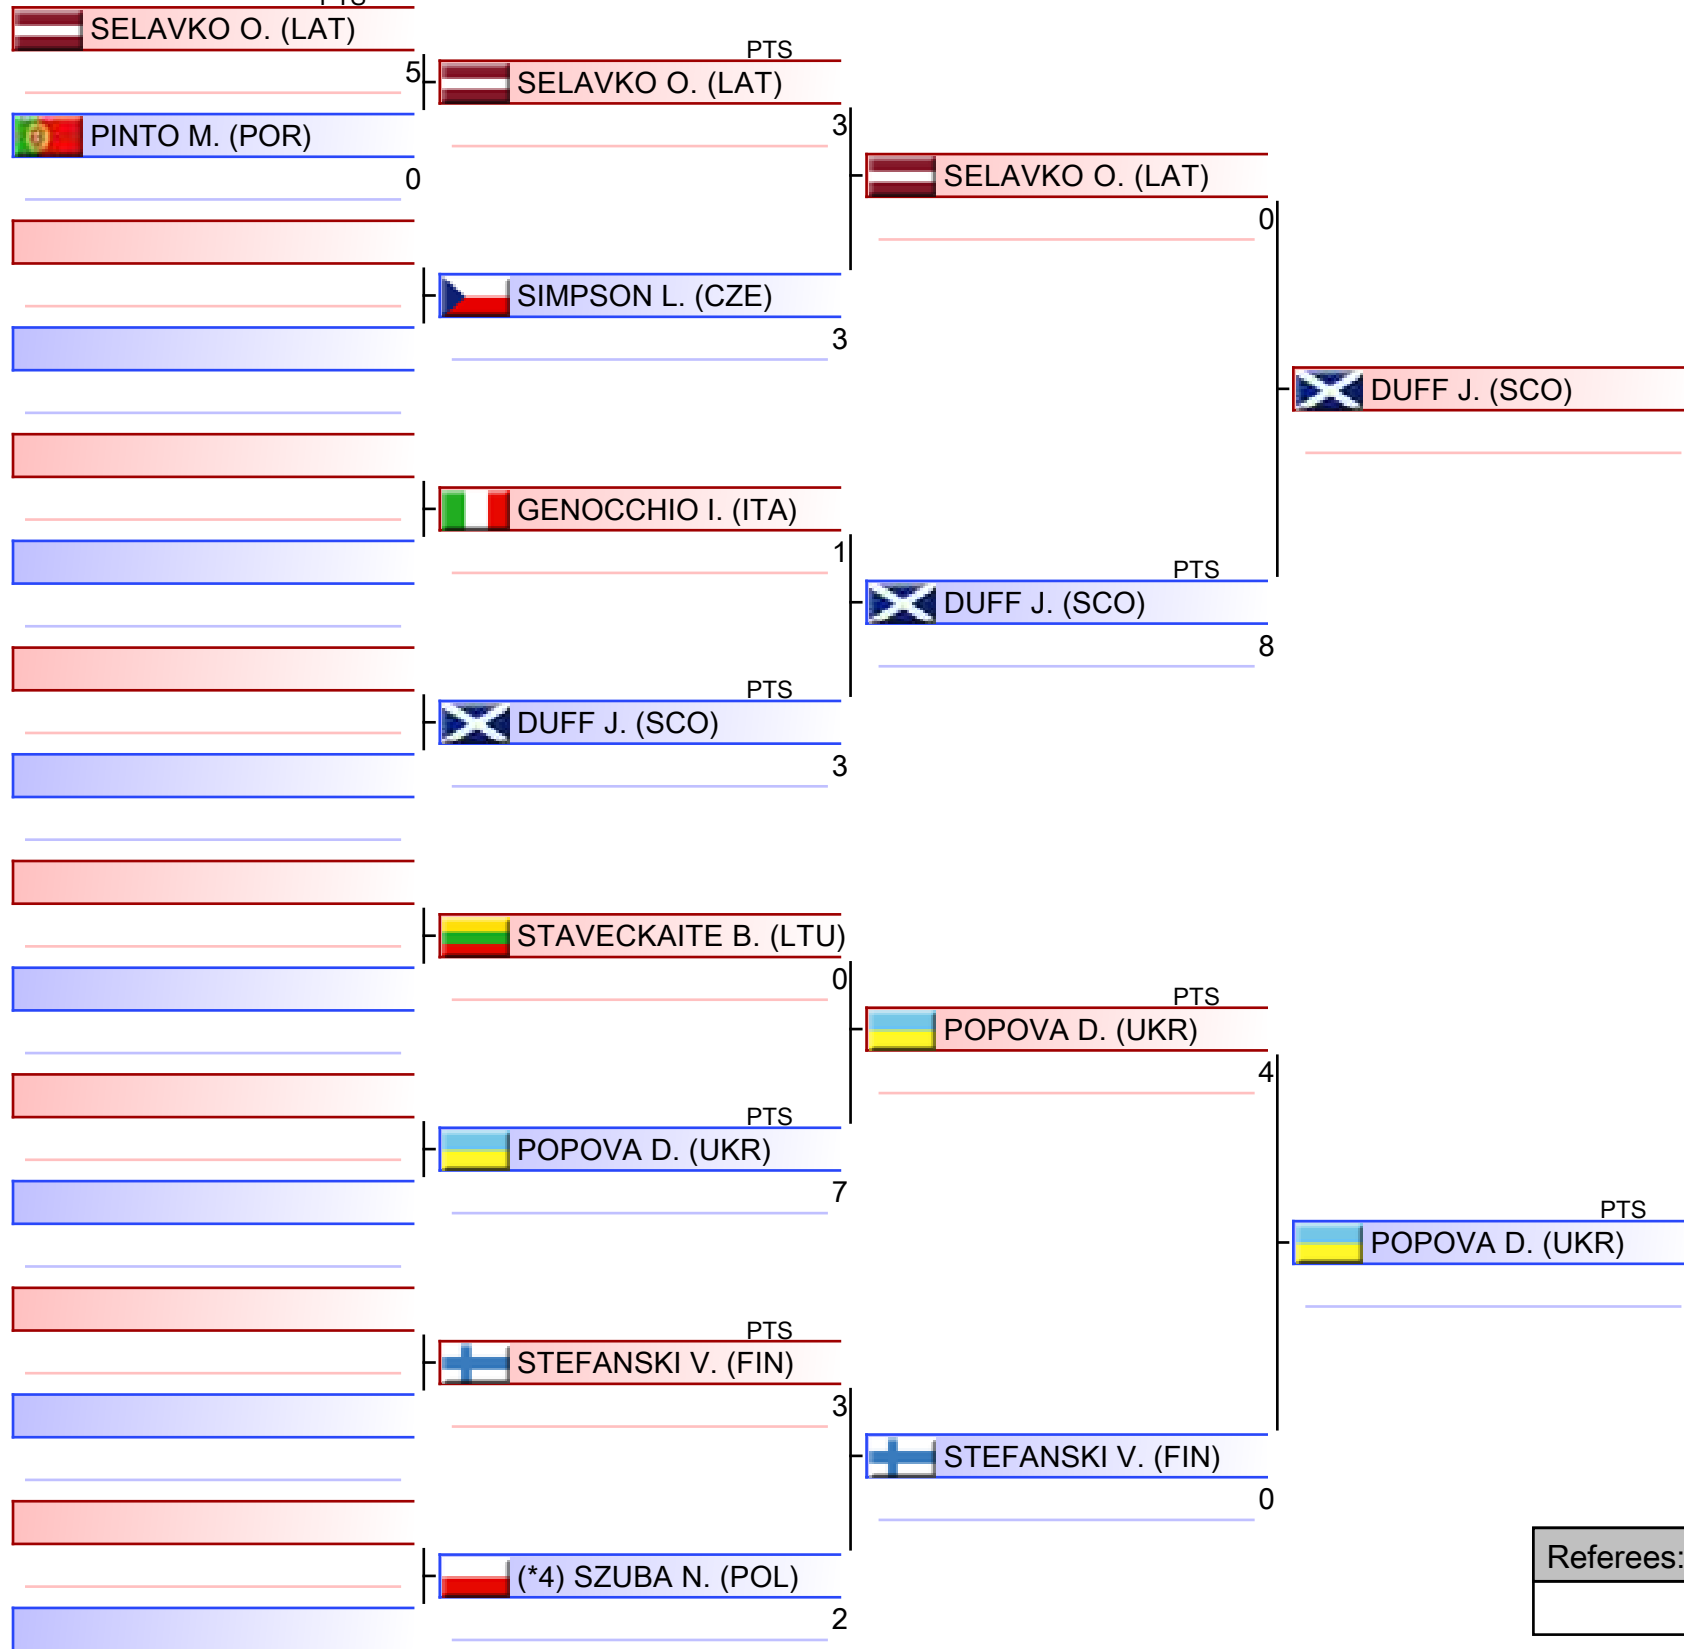 PTS
SELAVKO O. (LAT)
5
PINTO M. (POR)
0
PTS
SELAVKO O. (LAT)
3
SIMPSON L. (CZE)
3
GENOCCHIO I. (ITA)
1
PTS
DUFF J. (SCO)
3
STAVECKAITE B. (LTU)
0
PTS
POPOVA D. (UKR)
7
PTS
STEFANSKI V. (FIN)
3
(*4) SZUBA N. (POL)
2
SELAVKO O. (LAT)
0
PTS
DUFF J. (SCO)
8
PTS
POPOVA D. (UKR)
4
STEFANSKI V. (FIN)
0
DUFF J. (SCO)
PTS
POPOVA D. (UKR)
Referees: